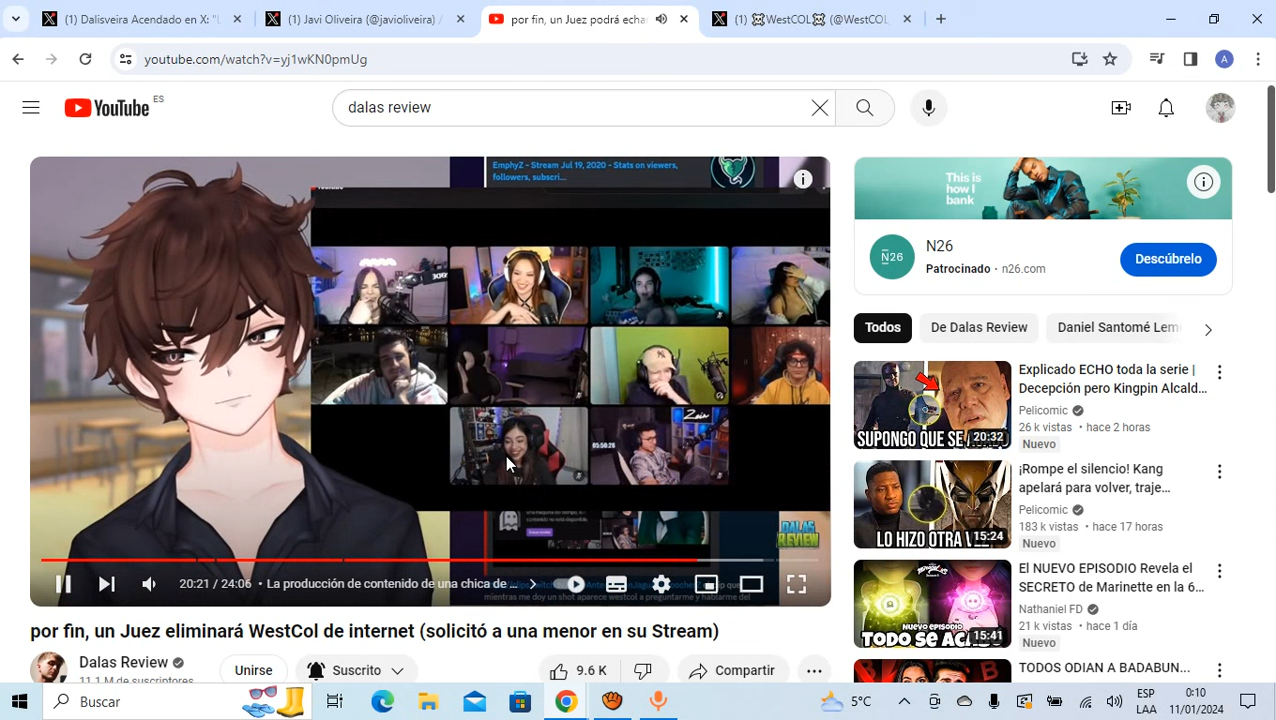 (1) Dalisveira Acendado en X: "L
(1) Javi Oliveira (@javioliveira) /
por fin, un Juez podrá echar
(1) ☠WestCOL☠ (@WestCOL_
youtube.com/watch?v=yj1wKN0pmUg
A
YouTube ES
dalas review
EmphyZ - Stream Jul 19, 2020 - Stats on viewers,
followers, subscri...
Zein
05:50:26
DALAS
REVIEW
20:21 / 24:06 • La producción de contenido de una chica de ...
mientras me doy un shot aparece westcol a preguntarme y hablarme del
por fin, un Juez eliminará WestCol de internet (solicitó a una menor en su Stream)
Dalas Review
11.1 M de suscriptores
Unirse
Suscrito
9.6 K
Compartir
This is
how I
bank
N26
N26
Patrocinado · n26.com
Descúbrelo
Todos
De Dalas Review
Daniel Santomé Lem
SUPONGO QUE SE
20:32
Explicado ECHO toda la serie |
Decepción pero Kingpin Alcald...
Pelicomic
26 k vistas • hace 2 horas
Nuevo
LO HIZO OTRA VEZ
15:24
¡Rompe el silencio! Kang
apelará para volver, traje...
Pelicomic
183 k vistas • hace 17 horas
Nuevo
NUEVO EPISODIO
TODO SE ACABÓ
15:41
El NUEVO EPISODIO Revela el
SECRETO de Marinette en la 6...
Nathaniel FD
21 k vistas • hace 1 día
Nuevo
TODOS ODIAN A BADABUN...
Buscar
5°C
ESP
LAA
0:10
11/01/2024